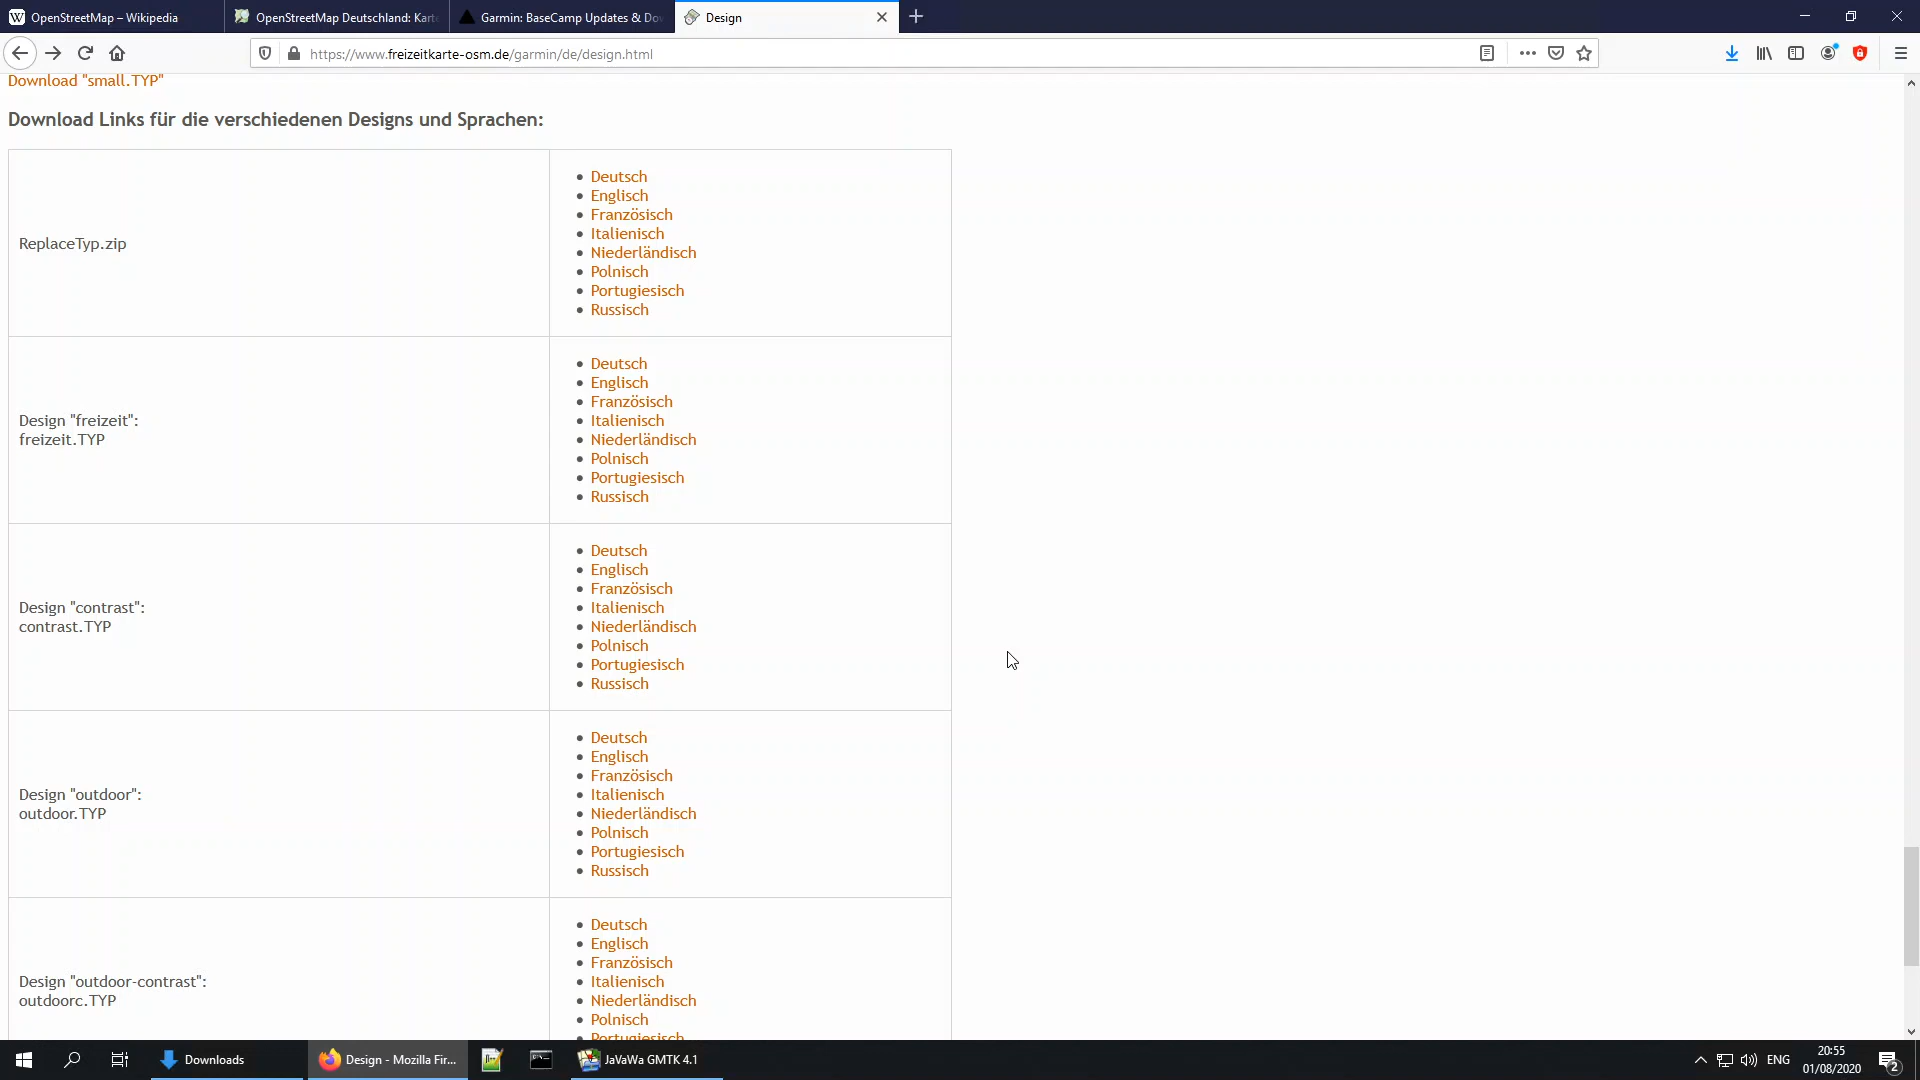 OpenStreetMap – Wikipedia
OpenStreetMap Deutschland: Kart
Garmin: BaseCamp Updates & Do
Design
https://www.freizeitkarte-osm.de/garmin/de/design.html
Download "small.TYP"
Download Links für die verschiedenen Designs und Sprachen:
ReplaceTyp.zip
Deutsch
Englisch
Französisch
Italienisch
Niederländisch
Polnisch
Portugiesisch
Russisch
Design "freizeit":
freizeit.TYP
Deutsch
Englisch
Französisch
Italienisch
Niederländisch
Polnisch
Portugiesisch
Russisch
Design "contrast":
contrast.TYP
Deutsch
Englisch
Französisch
Italienisch
Niederländisch
Polnisch
Portugiesisch
Russisch
Design "outdoor":
outdoor.TYP
Deutsch
Englisch
Französisch
Italienisch
Niederländisch
Polnisch
Portugiesisch
Russisch
Design "outdoor-contrast":
outdoorc.TYP
Deutsch
Englisch
Französisch
Italienisch
Niederländisch
Polnisch
Portugiesisch
Downloads
Design - Mozilla Fir...
JaVaWa GMTK 4.1
ENG
20:55
01/08/2020
2